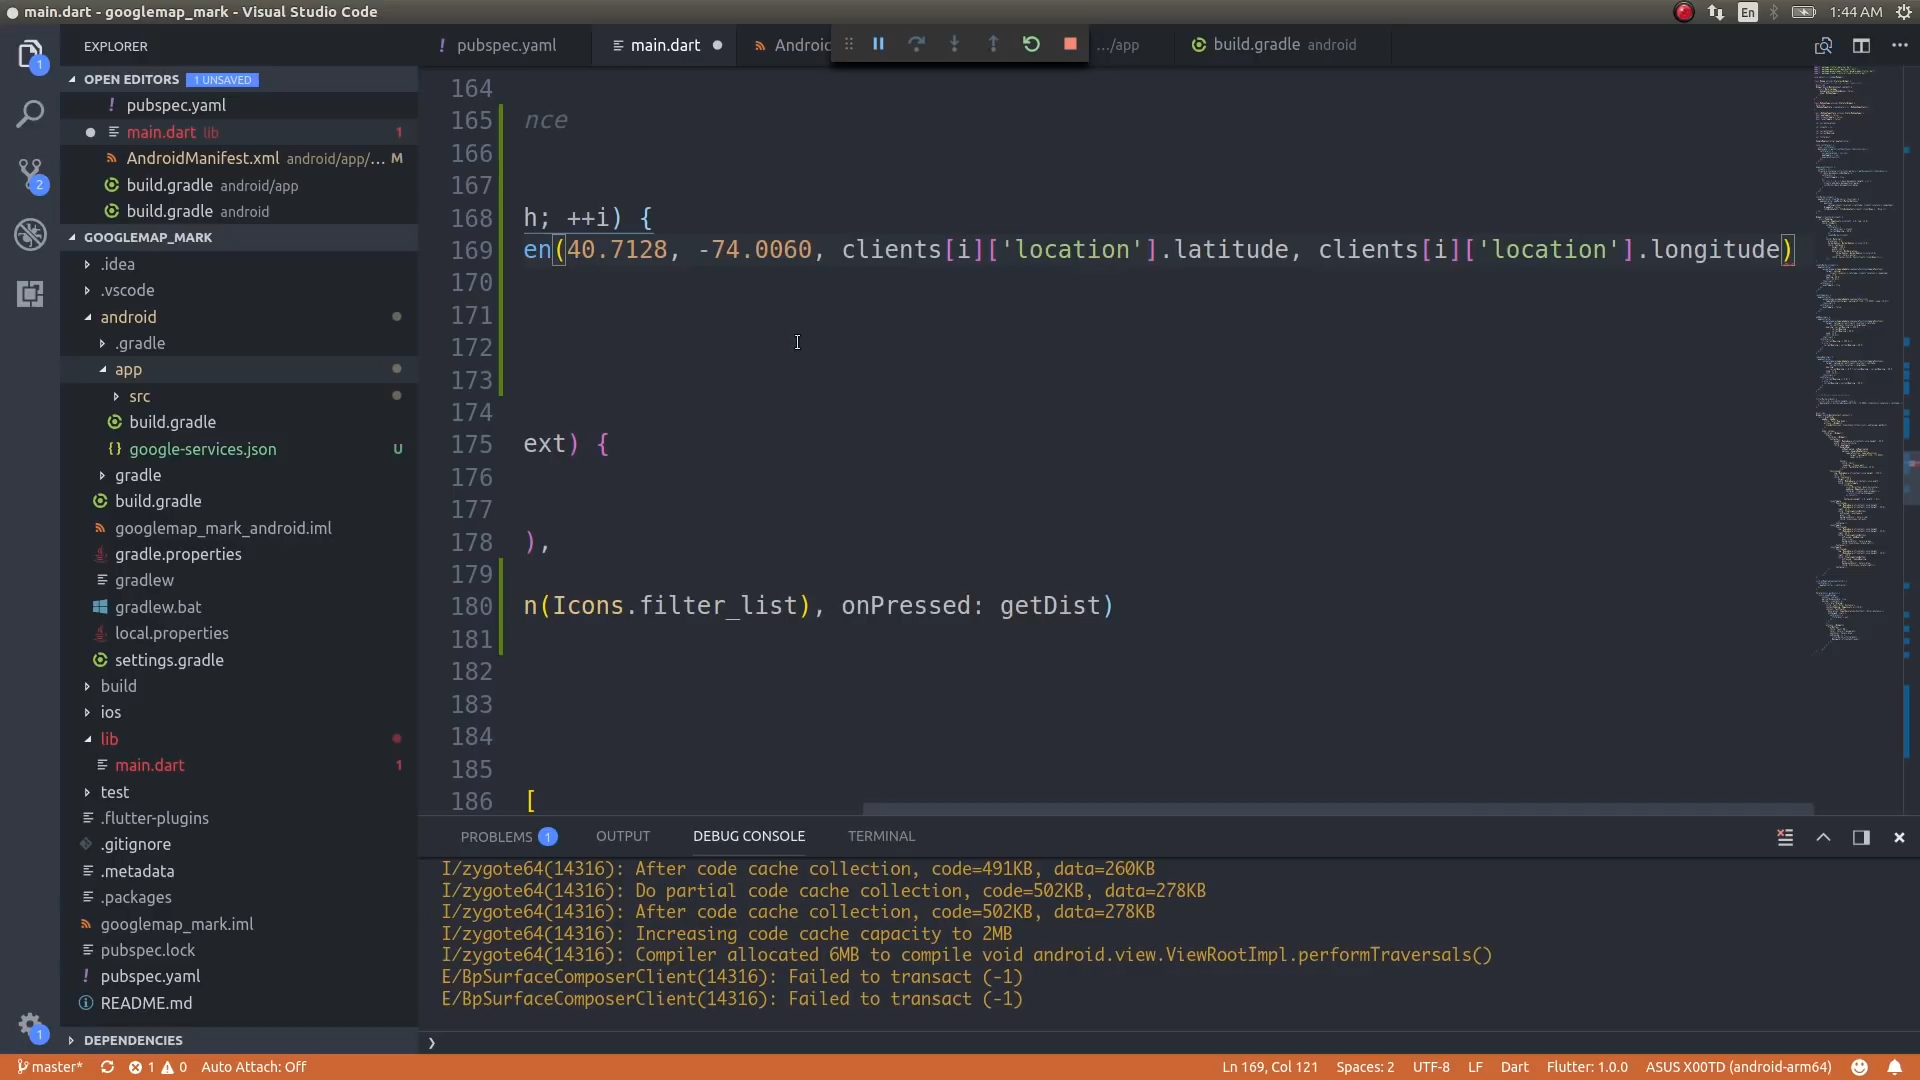 main.dart - googlemap_mark - Visual Studio Code
En
1:44 AM
EXPLORER
pubspec.yaml
main.dart
Android
.../app
build.gradle android
OPEN EDITORS 1 UNSAVED
! pubspec.yaml
main.dart lib 1
AndroidManifest.xml android/app/... M
build.gradle android/app
build.gradle android
GOOGLEMAP_MARK
.idea
.vscode
android
.gradle
app
src
build.gradle
{} google-services.json U
gradle
build.gradle
googlemap_mark_android.iml
gradle.properties
gradlew
gradlew.bat
local.properties
settings.gradle
build
ios
lib
main.dart 1
test
.flutter-plugins
.gitignore
.metadata
.packages
googlemap_mark.iml
pubspec.lock
! pubspec.yaml
README.md
DEPENDENCIES
1
2
1
164
165 nce
166
167
168 h; ++i) {
169 en(40.7128, -74.0060, clients[i]['location'].latitude, clients[i]['location'].longitude)
170
171
172
173
174
175 ext) {
176
177
178 ),
179
180 n(Icons.filter_list), onPressed: getDist)
181
182
183
184
185
186 [
PROBLEMS 1 OUTPUT DEBUG CONSOLE TERMINAL
I/zygote64(14316): After code cache collection, code=491KB, data=260KB
I/zygote64(14316): Do partial code cache collection, code=502KB, data=278KB
I/zygote64(14316): After code cache collection, code=502KB, data=278KB
I/zygote64(14316): Increasing code cache capacity to 2MB
I/zygote64(14316): Compiler allocated 6MB to compile void android.view.ViewRootImpl.performTraversals()
E/BpSurfaceComposerClient(14316): Failed to transact (-1)
E/BpSurfaceComposerClient(14316): Failed to transact (-1)
master* 1 0 Auto Attach: Off Ln 169, Col 121 Spaces: 2 UTF-8 LF Dart Flutter: 1.0.0 ASUS X00TD (android-arm64)